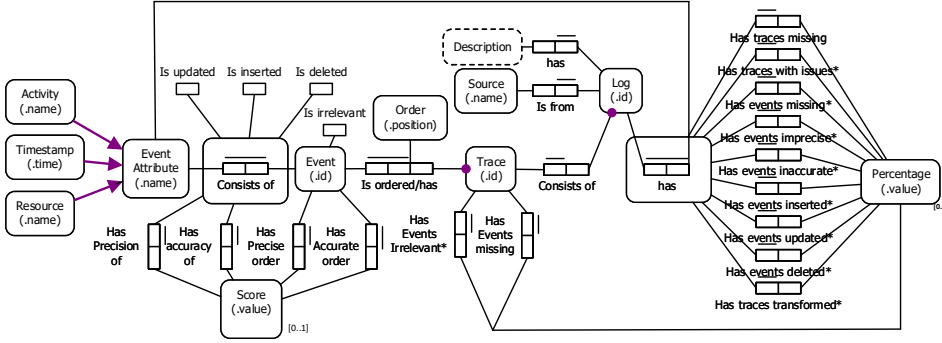 Description
has
Source
(.name)
Is from
Log
(.id)
Is updated
Is inserted
Is deleted
Is irrelevant
Order
(.position)
Activity
(.name)
Timestamp
(.time)
Resource
(.name)
Event
Attribute
(.name)
Consists of
Event
(.id)
Is ordered/has
Trace
(.id)
Consists of
has
Has traces missing
Has traces with issues*
Has events missing*
Has events imprecise*
Has events inaccurate*
Has events inserted*
Has events updated*
Has events deleted*
Has traces transformed*
Percentage
(.value)
[0.
Has
Precision
of
Has
accuracy
of
Has
Precise
order
Has
Accurate
order
Has
Events
Irrelevant*
Has
Events
missing
Score
(.value)
[0..1]